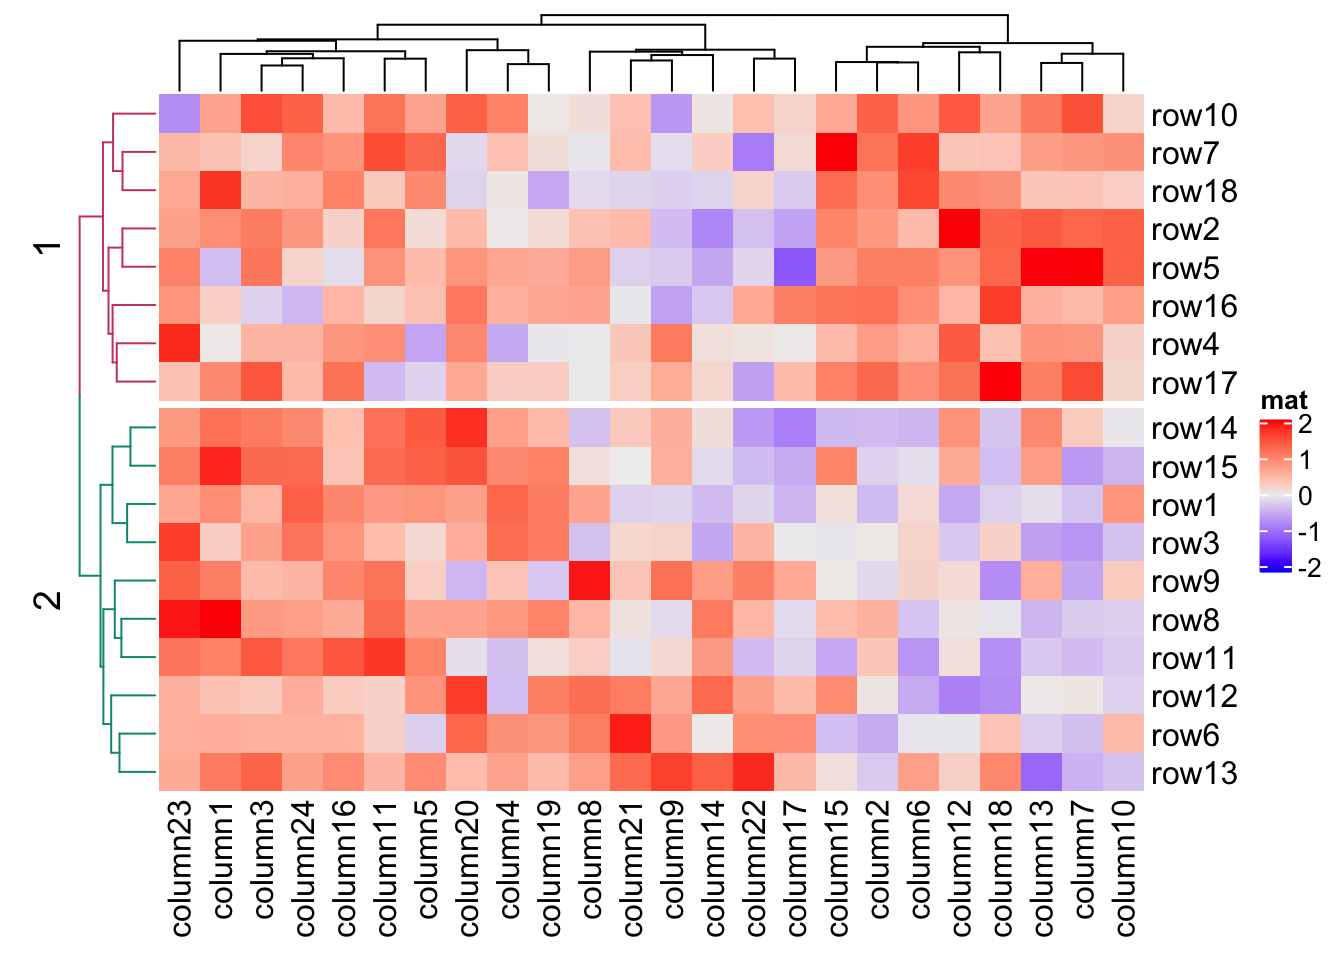 row10
row7
row18
row2
row5
row16
row4
row17
1
row14
row15
row1
row3
row9
row8
row11
row12
row6
row13
2
mat
2
1
0
-1
-2
column23
column1
column3
column24
column16
column11
column5
column20
column4
column19
column8
column21
column9
column14
column22
column17
column15
column2
column6
column12
column18
column13
column7
column10